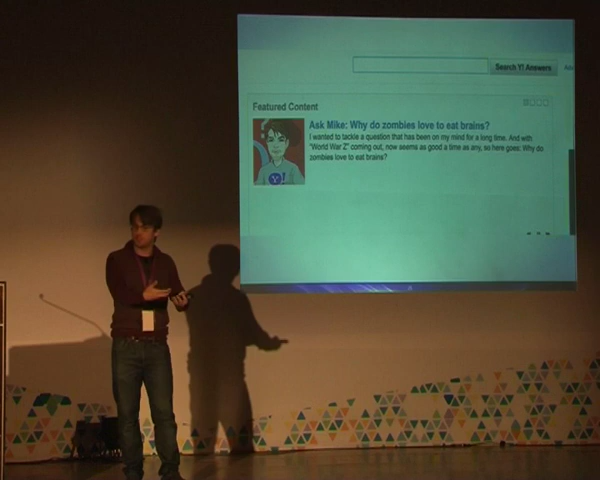 Search Y! Answers
Featured Content
Ask Mike: Why do zombies love to eat brains?
I wanted to tackle a question that has been on my mind for a long time. And with
"World War Z" coming out, now seems as good a time as any, so here goes: Why do
zombies love to eat brains?
Y!